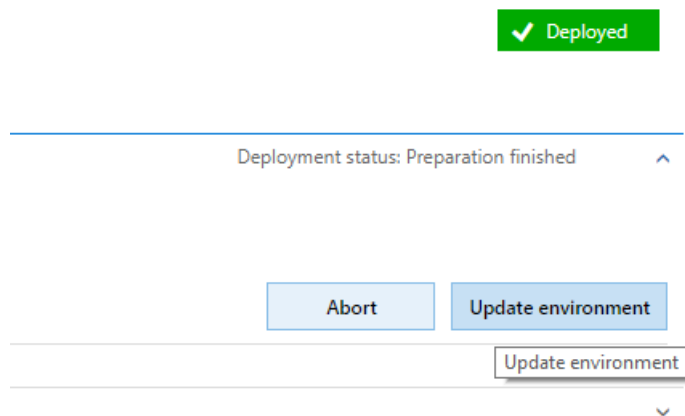 Deployed
Deployment status: Preparation finished
Abort
Update environment
Update environment